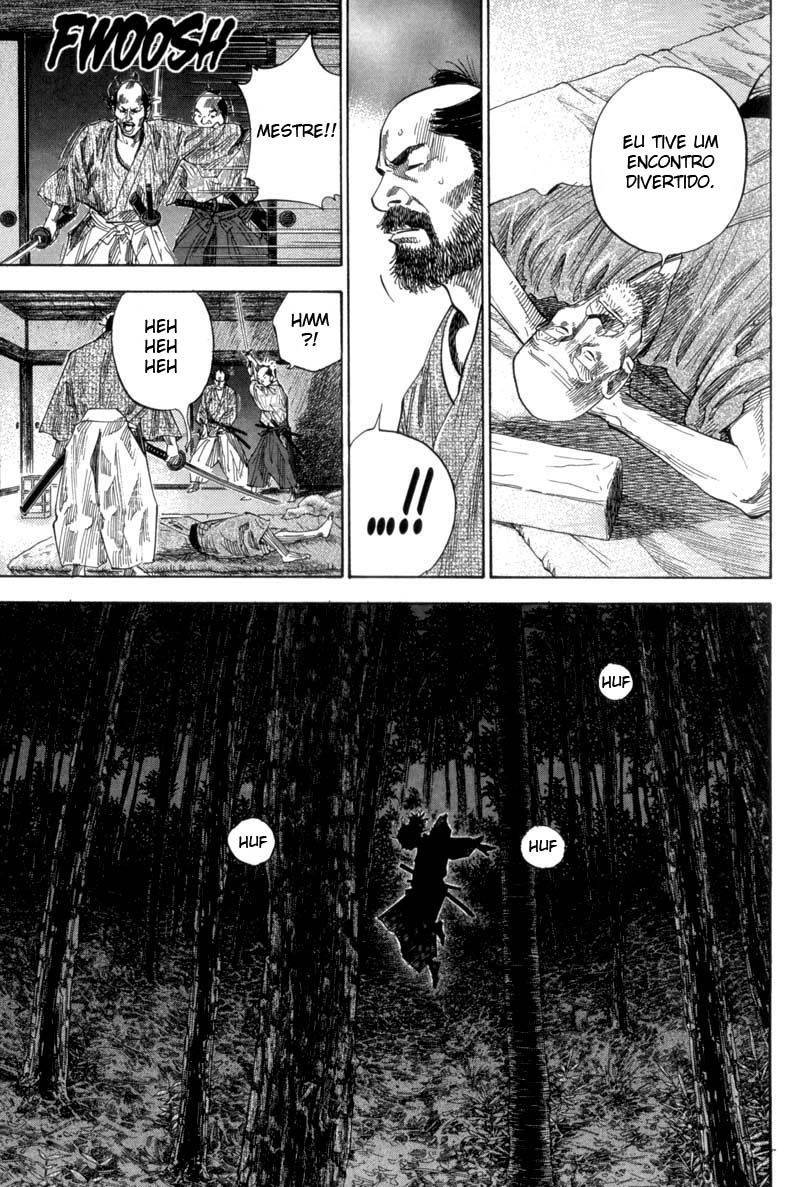 EU TIVE UM
ENCONTRO
DIVERTIDO.
...!!
FWOOSH
MESTRE!!
HMM
?!
HEH
HEH
HEH
HUF
HUF
HUF